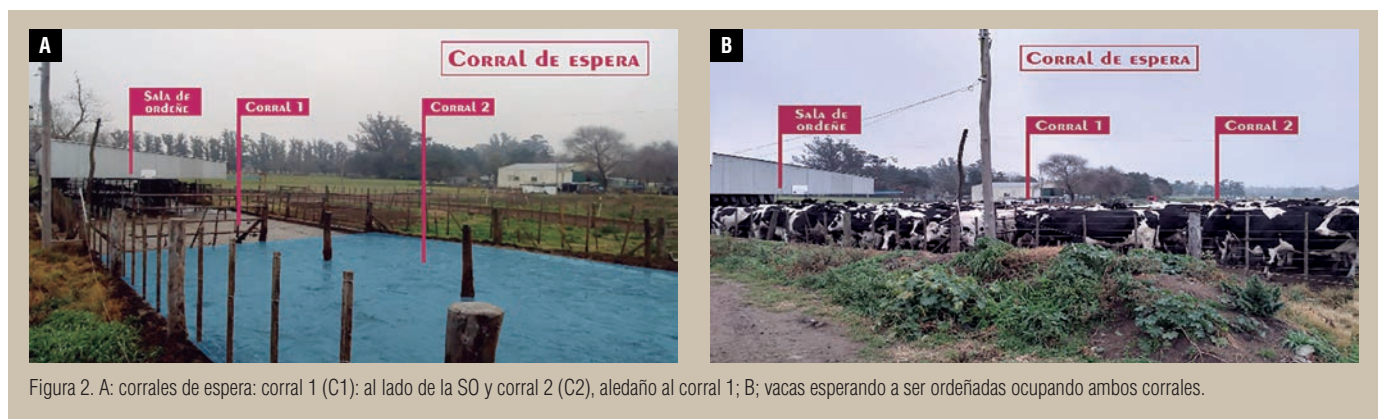 A
Corral de espera
Sala de
ordeñe
Corral 1
Corral 2
B
Corral de espera
Sala de
ordeñe
Corral 1
Corral 2
Figura 2. A: corrales de espera: corral 1 (C1): al lado de la SO y corral 2 (C2), aledaño al corral 1; B; vacas esperando a ser ordeñadas ocupando ambos corrales.